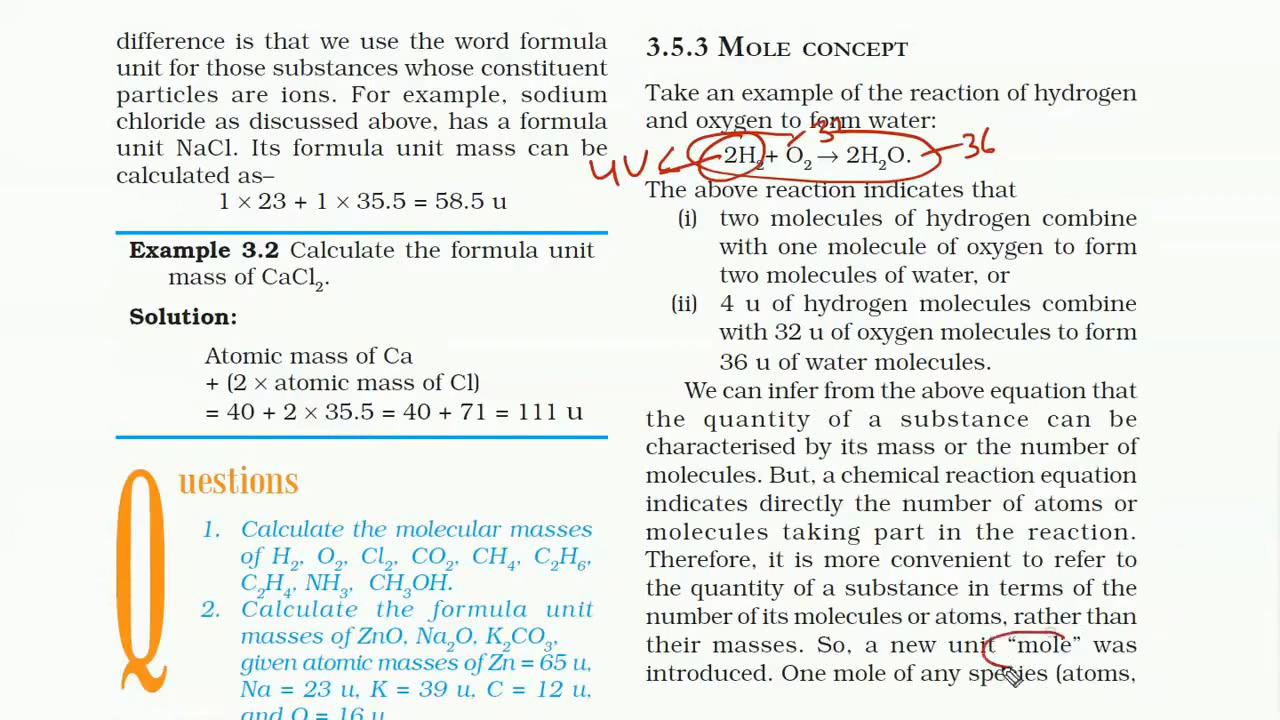 difference is that we use the word formula
unit for those substances whose constituent
particles are ions. For example, sodium
chloride as discussed above, has a formula
unit NaCl. Its formula unit mass can be
calculated as–
1 × 23 + 1 × 35.5 = 58.5 u
Example 3.2 Calculate the formula unit
mass of CaCl₂.
Solution:
Atomic mass of Ca
+ (2 × atomic mass of Cl)
= 40 + 2 × 35.5 = 40 + 71 = 111 u
Questions
1. Calculate the molecular masses
of H₂, O₂, Cl₂, CO₂, CH₄, C₂H₆,
C₂H₄, NH₃, CH₃OH.
2. Calculate the formula unit
masses of ZnO, Na₂O, K₂CO₃,
given atomic masses of Zn = 65 u,
Na = 23 u, K = 39 u, C = 12 u,
and O = 16 u.
3.5.3 MOLE CONCEPT
Take an example of the reaction of hydrogen
and oxygen to form water:
32
4U 2H₂ + O₂ → 2H₂O. 36
The above reaction indicates that
(i) two molecules of hydrogen combine
with one molecule of oxygen to form
two molecules of water, or
(ii) 4 u of hydrogen molecules combine
with 32 u of oxygen molecules to form
36 u of water molecules.
We can infer from the above equation that
the quantity of a substance can be
characterised by its mass or the number of
molecules. But, a chemical reaction equation
indicates directly the number of atoms or
molecules taking part in the reaction.
Therefore, it is more convenient to refer to
the quantity of a substance in terms of the
number of its molecules or atoms, rather than
their masses. So, a new unit “mole” was
introduced. One mole of any species (atoms,